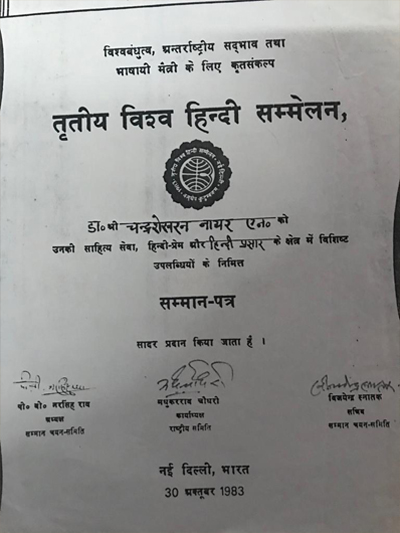 विश्वबंधुत्व, अन्तर्राष्ट्रीय सद्भाव तथा
भाषायी मैत्री के लिए कृतसंकल्प
तृतीय विश्व हिन्दी सम्मेलन,
डा० श्री चन्द्रशेखरन नायर एन० को
उनकी साहित्य सेवा, हिन्दी-प्रेम और हिन्दी प्रसार के क्षेत्र में विशिष्ट
उपलब्धियों के निमित्त
सम्मान-पत्र
सादर प्रदान किया जाता है ।
पी० वी० नरसिंह राव
अध्यक्ष
सम्मान चयन-समिति
मधुकरराव चौधरी
कार्याध्यक्ष
राष्ट्रीय समिति
विजयेन्द्र स्नातक
सचिव
सम्मान चयन-समिति
नई दिल्ली, भारत
30 अक्तूबर 1983